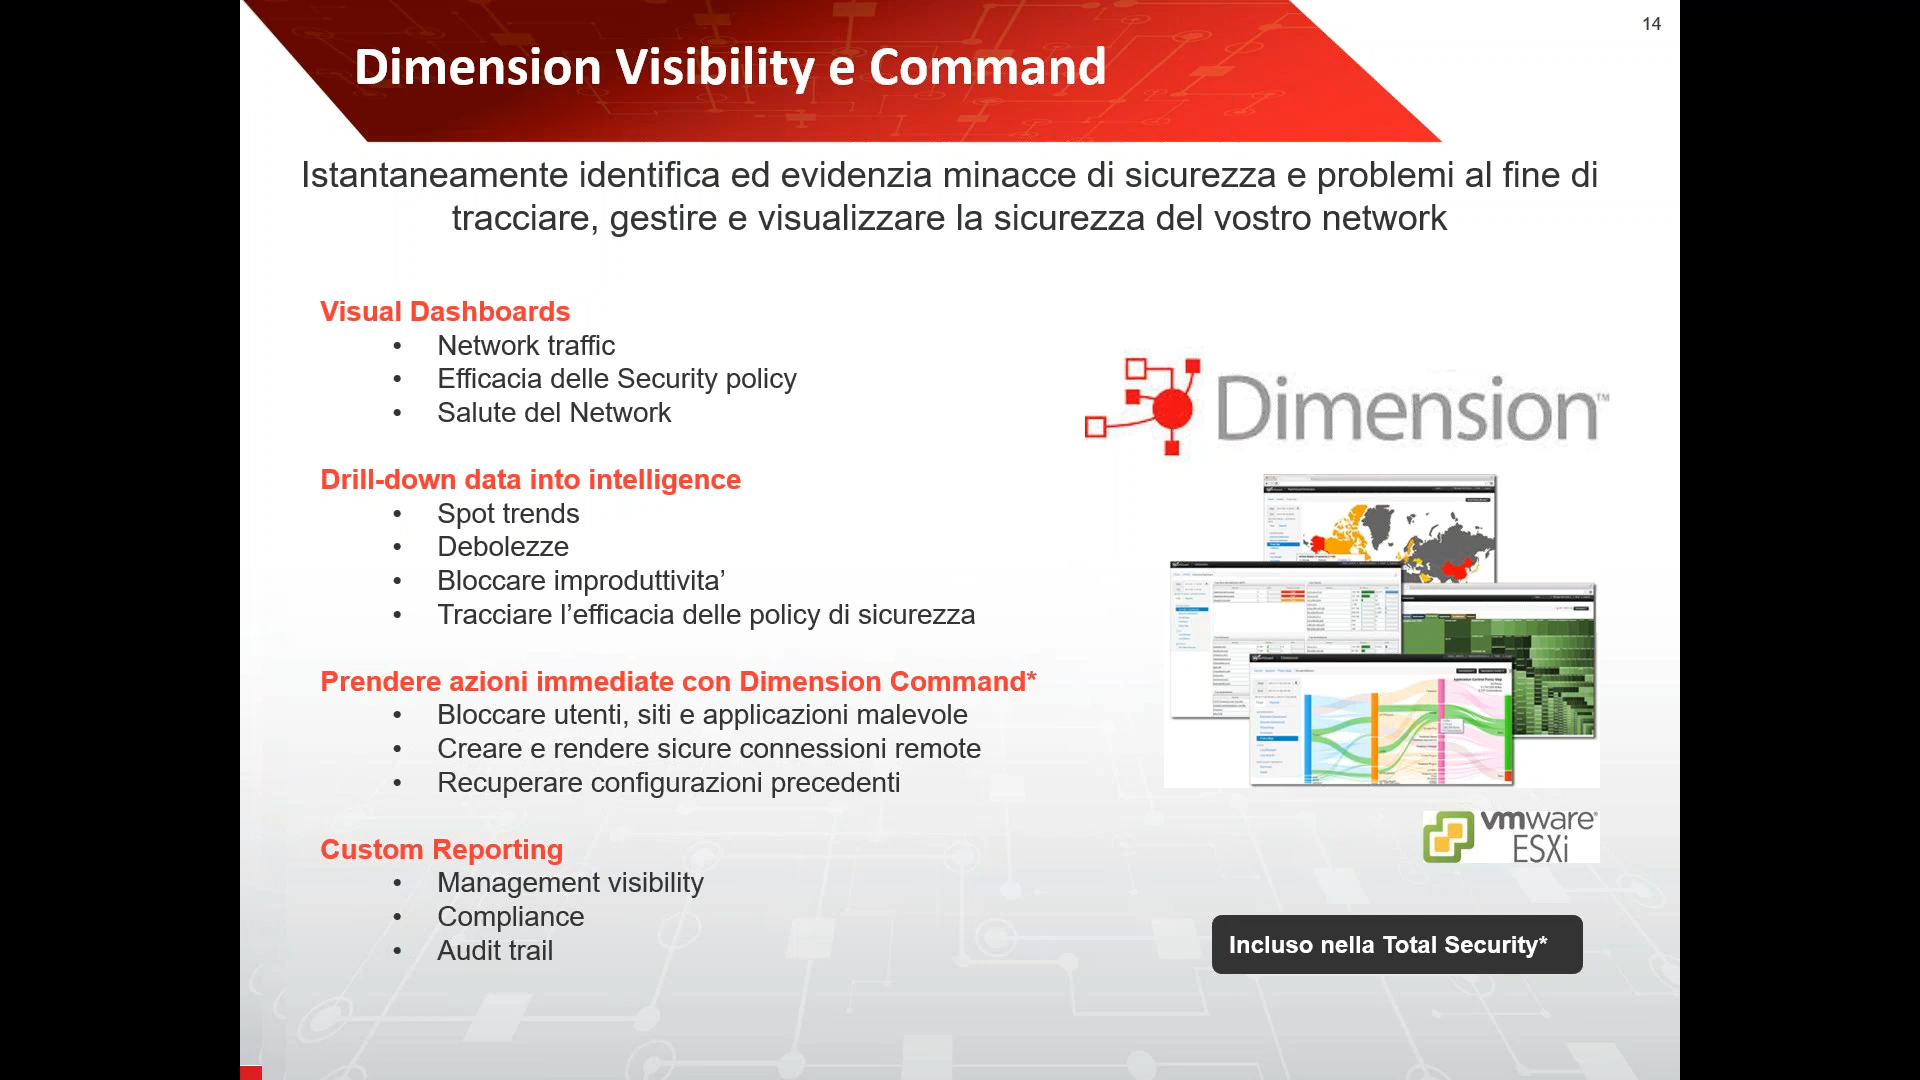 14
Dimension Visibility e Command
Istantaneamente identifica ed evidenzia minacce di sicurezza e problemi al fine di
tracciare, gestire e visualizzare la sicurezza del vostro network
Visual Dashboards
• Network traffic
• Efficacia delle Security policy
• Salute del Network
Drill-down data into intelligence
• Spot trends
• Debolezze
• Bloccare improduttivita’
• Tracciare l’efficacia delle policy di sicurezza
Prendere azioni immediate con Dimension Command*
• Bloccare utenti, siti e applicazioni malevole
• Creare e rendere sicure connessioni remote
• Recuperare configurazioni precedenti
Custom Reporting
• Management visibility
• Compliance
• Audit trail
Dimension™
vmware®
ESXi
Incluso nella Total Security*